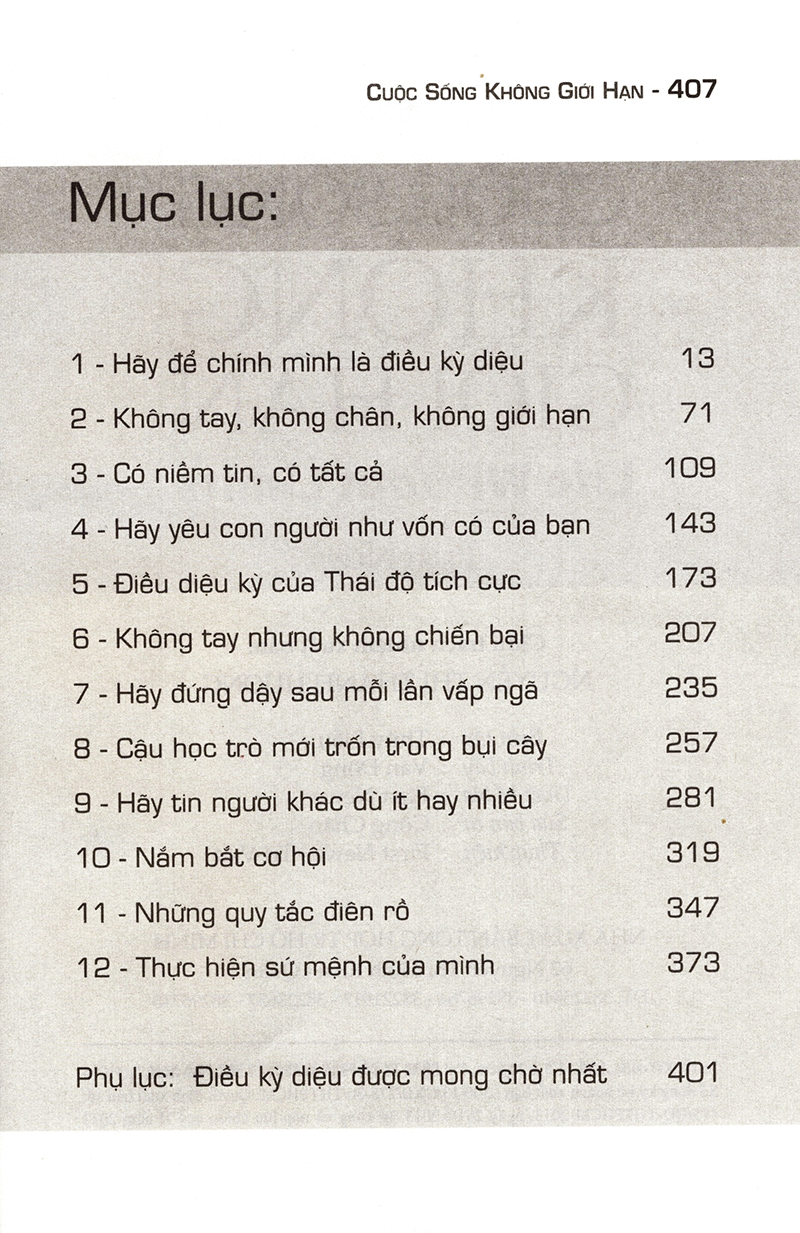 CUỘC SỐNG KHÔNG GIỚI HẠN - 407
Mục lục:
1 - Hãy để chính mình là điều kỳ diệu 13
2 - Không tay, không chân, không giới hạn 71
3 - Có niềm tin, có tất cả 109
4 - Hãy yêu con người như vốn có của bạn 143
5 - Điều diệu kỳ của Thái độ tích cực 173
6 - Không tay nhưng không chiến bại 207
7 - Hãy đứng dậy sau mỗi lần vấp ngã 235
8 - Cậu học trò mới trốn trong bụi cây 257
9 - Hãy tin người khác dù ít hay nhiều 281
10 - Nắm bắt cơ hội 319
11 - Những quy tắc điên rồ 347
12 - Thực hiện sứ mệnh của mình 373
Phụ lục: Điều kỳ diệu được mong chờ nhất 401